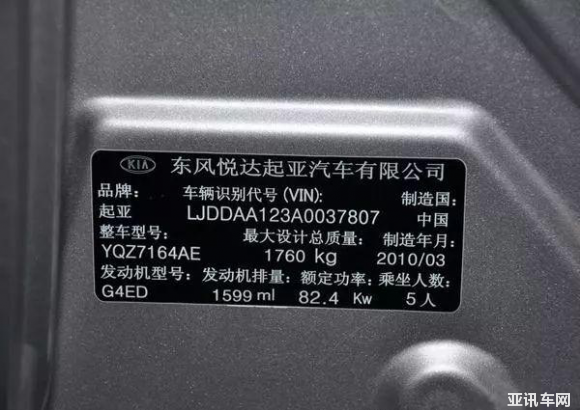 KIA 东风悦达起亚汽车有限公司
品牌: 车辆识别代号(VIN): 制造国:
起亚 LJDDAA123A0037807 中国
整车型号: 最大设计总质量: 制造年月:
YQZ7164AE 1760 kg 2010/03
发动机型号: 发动机排量: 额定功率: 乘坐人数:
G4ED 1599 ml 82.4 Kw 5人
亚讯车网